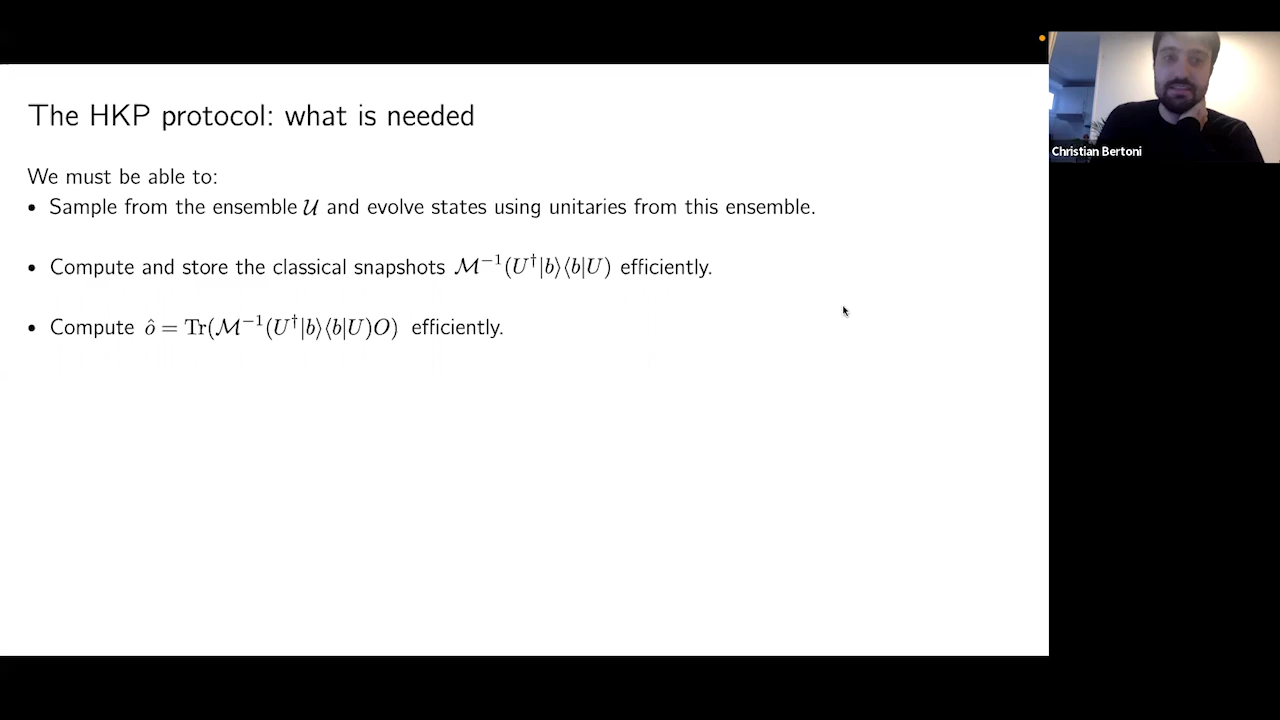 The HKP protocol: what is needed
We must be able to:
• Sample from the ensemble 𝒰 and evolve states using unitaries from this ensemble.
• Compute and store the classical snapshots ℳ⁻¹(U†|b⟩⟨b|U) efficiently.
• Compute ô = Tr(ℳ⁻¹(U†|b⟩⟨b|U)O) efficiently.
Christian Bertoni